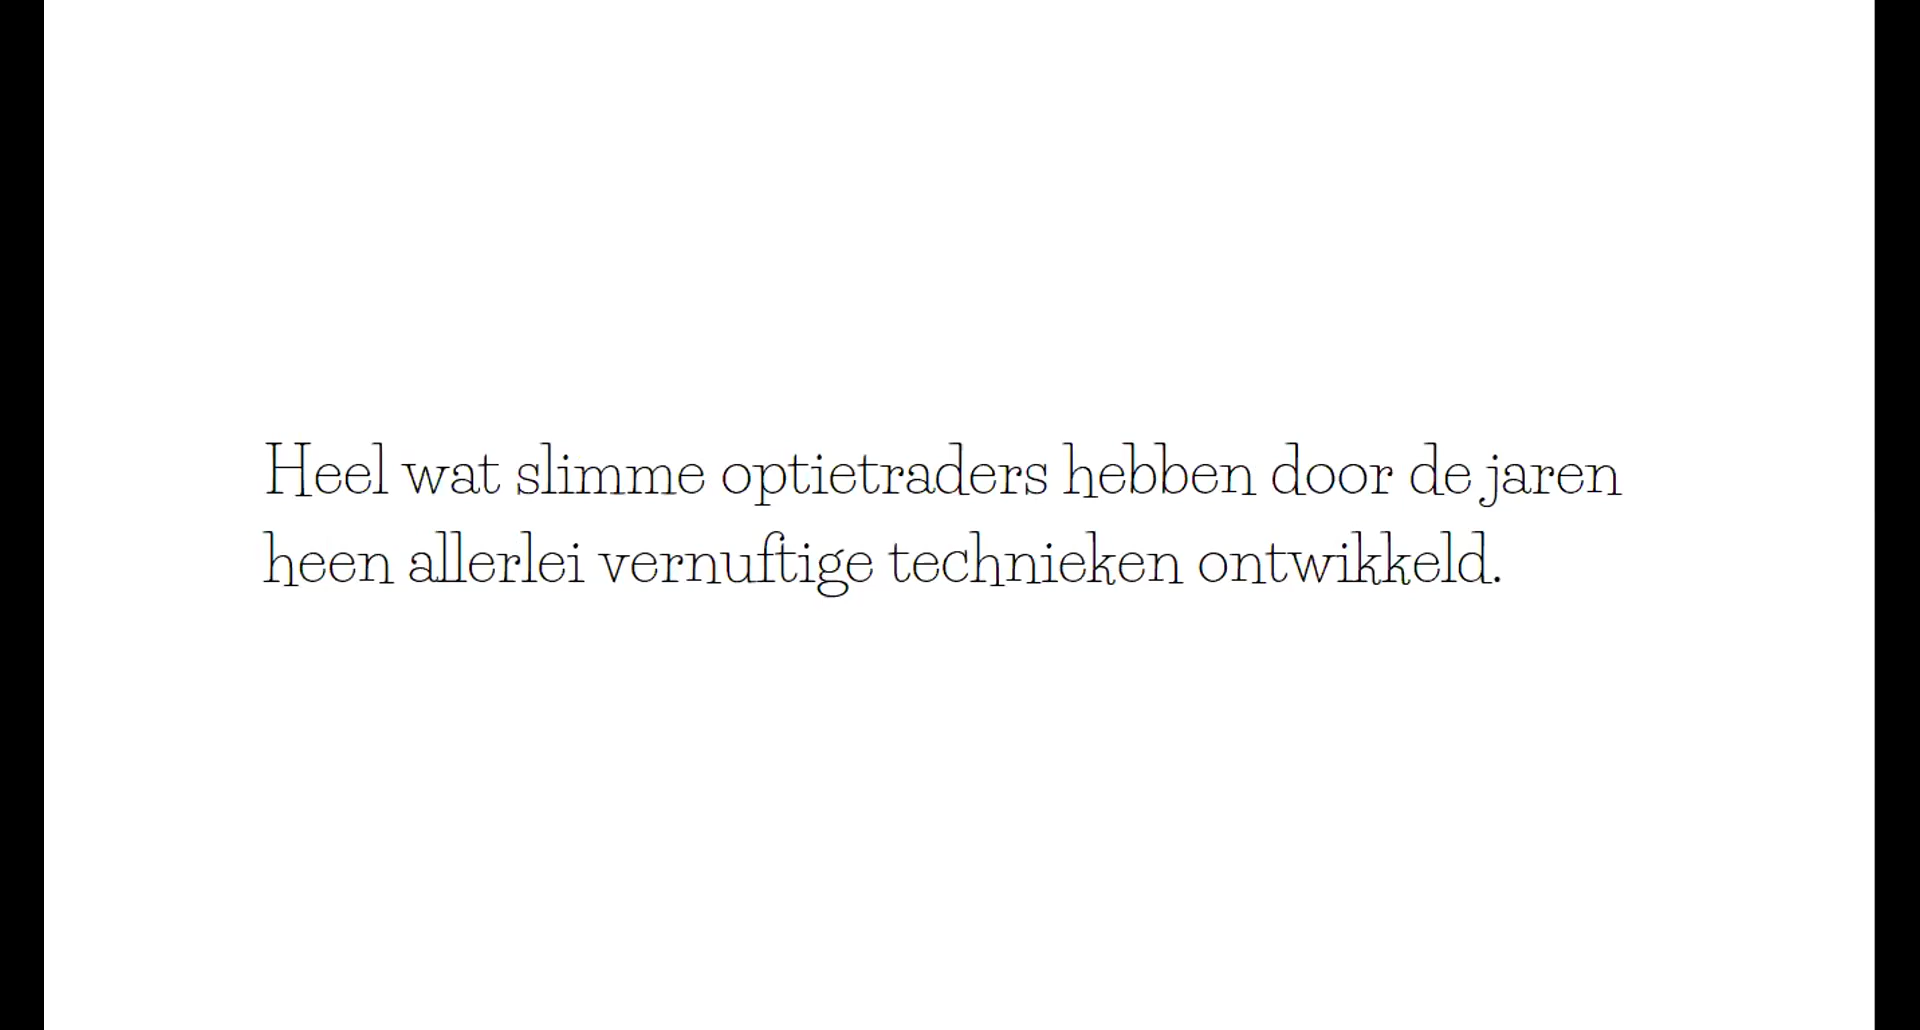 Heel wat slimme optietraders hebben door de jaren
heen allerlei vernuftige technieken ontwikkeld.